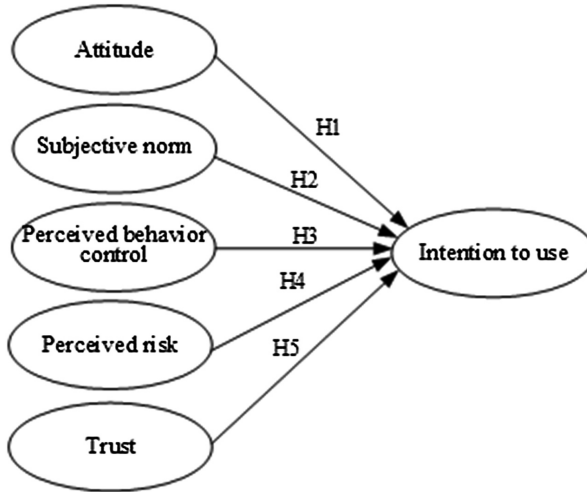 Attitude
H1
Subjective norm
H2
Perceived behavior
control
H3
Intention to use
H4
Perceived risk
H5
Trust